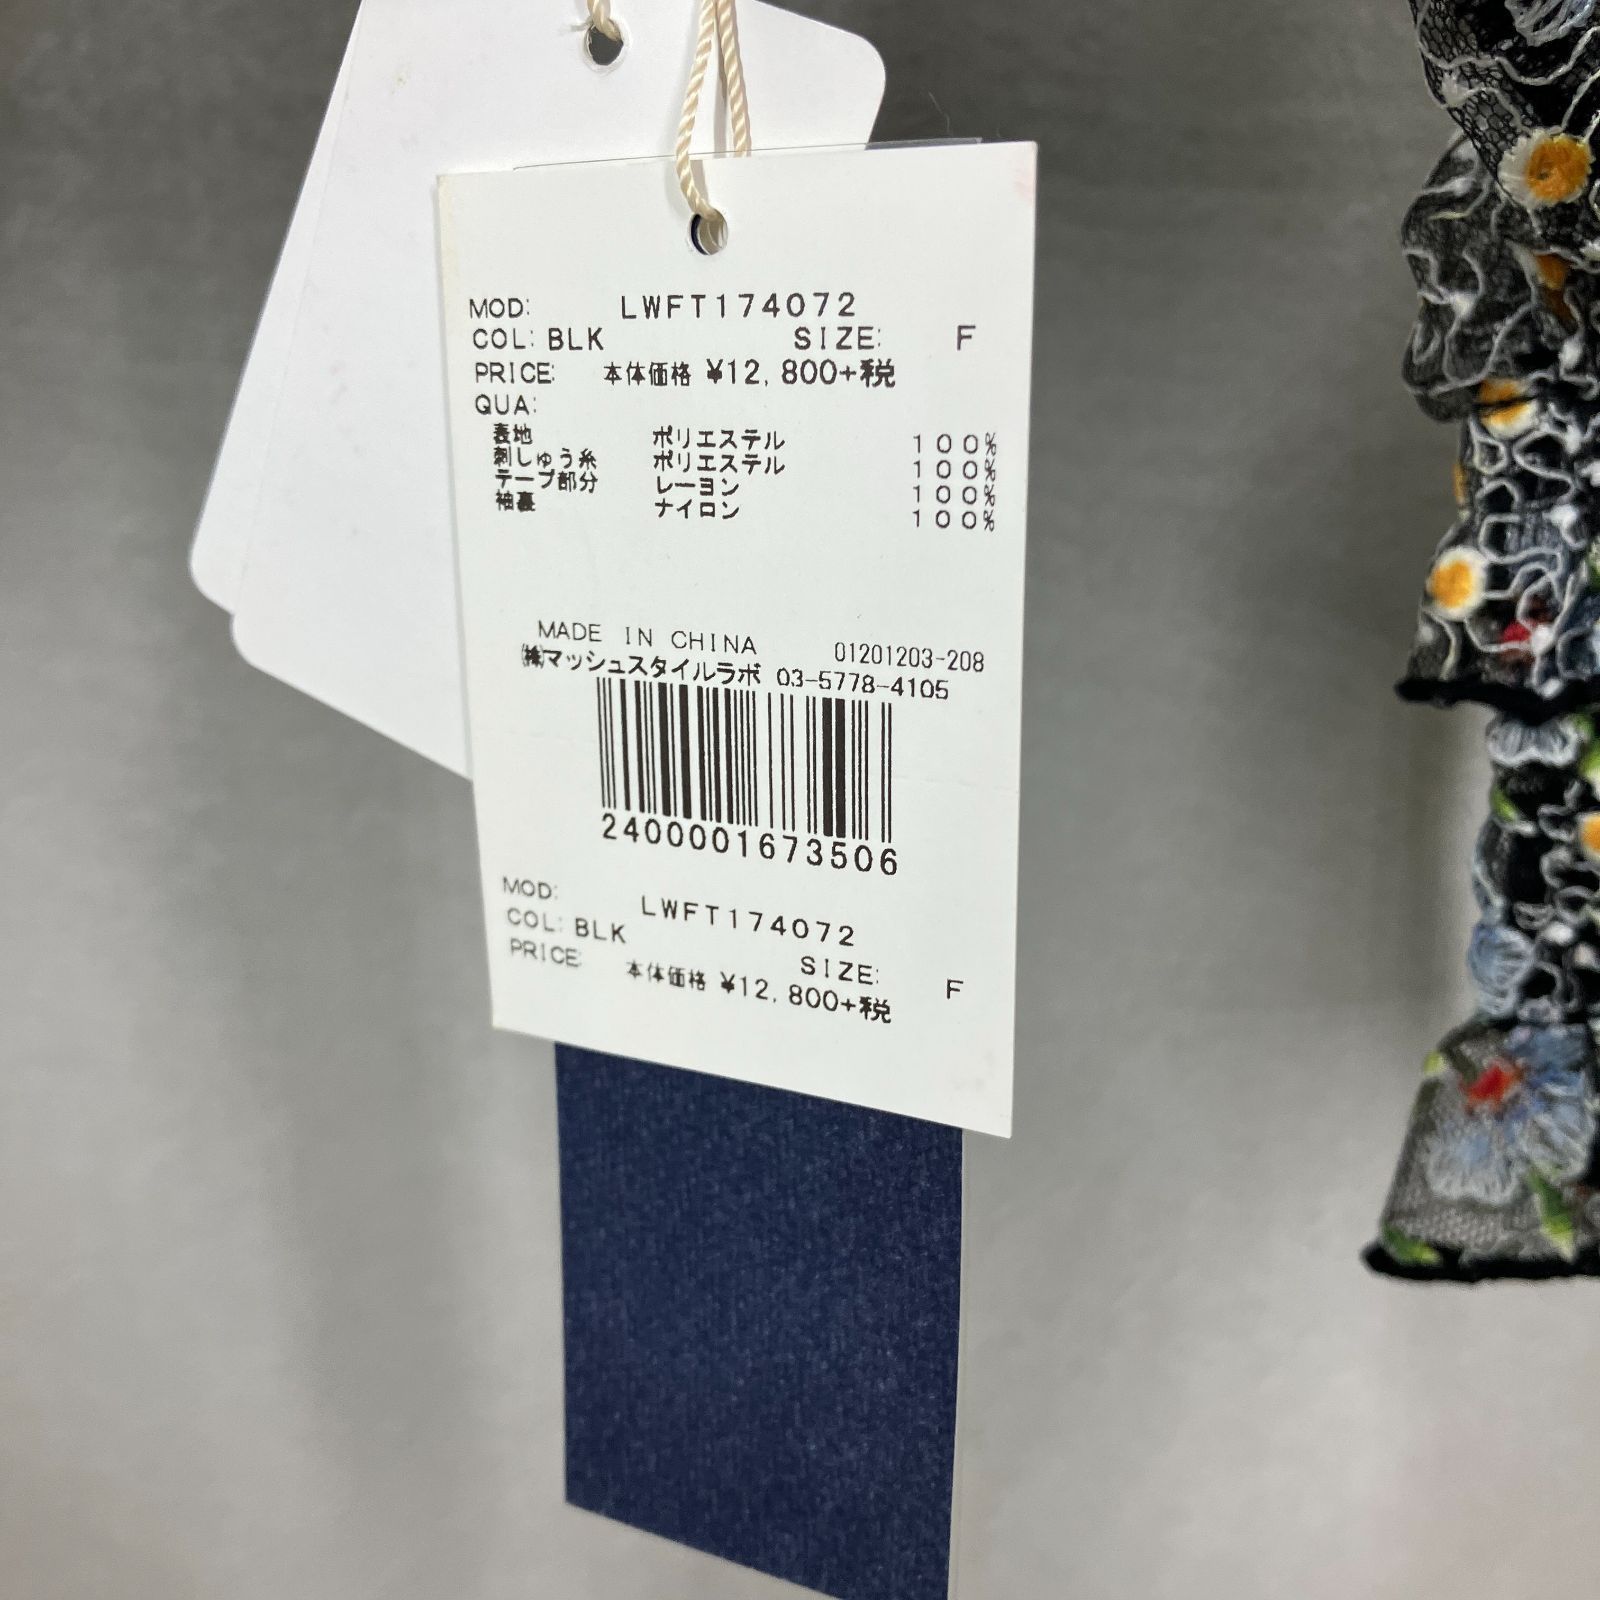 MOD: LWFT174072
COL: BLK SIZE: F
PRICE: 本体価格 ¥12,800+税
QUA:
表地 ポリエステル 100%
刺しゅう糸 ポリエステル 100%
テープ部分 レーヨン 100%
袖裏 ナイロン 100%
MADE IN CHINA 01201203-208
㈱マッシュスタイルラボ 03-5778-4105
2400001673506
MOD: LWFT174072
COL: BLK SIZE: F
PRICE: 本体価格 ¥12,800+税